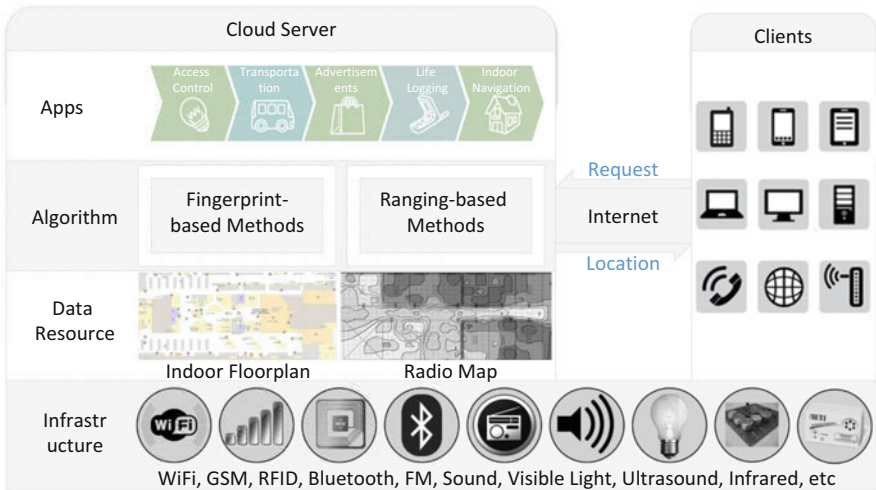 Cloud Server
Clients
Apps
Access
Control
Transporta
tion
Advertisem
ents
Life
Logging
Indoor
Navigation
Request
Algorithm
Fingerprint-
based Methods
Ranging-based
Methods
Internet
Location
Data
Resource
Indoor Floorplan
Radio Map
Infrastr
ucture
WiFi
WiFi, GSM, RFID, Bluetooth, FM, Sound, Visible Light, Ultrasound, Infrared, etc